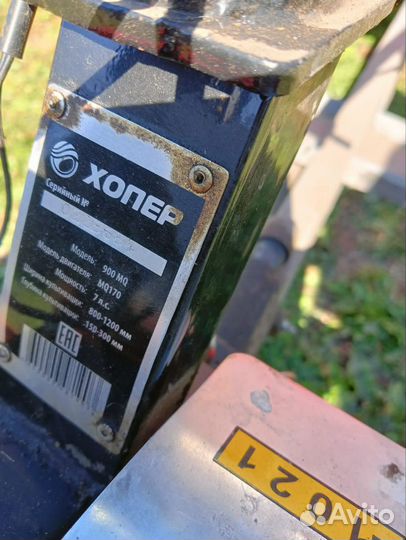 ХОПЕР
Серийный №
Модель: 900 MQ
Модель двигателя: MQ170
Мощность: 7 л.с.
Ширина культивации: 800-1200 мм
Глубина культивации: -150-300 мм
EAC
1021
Avito